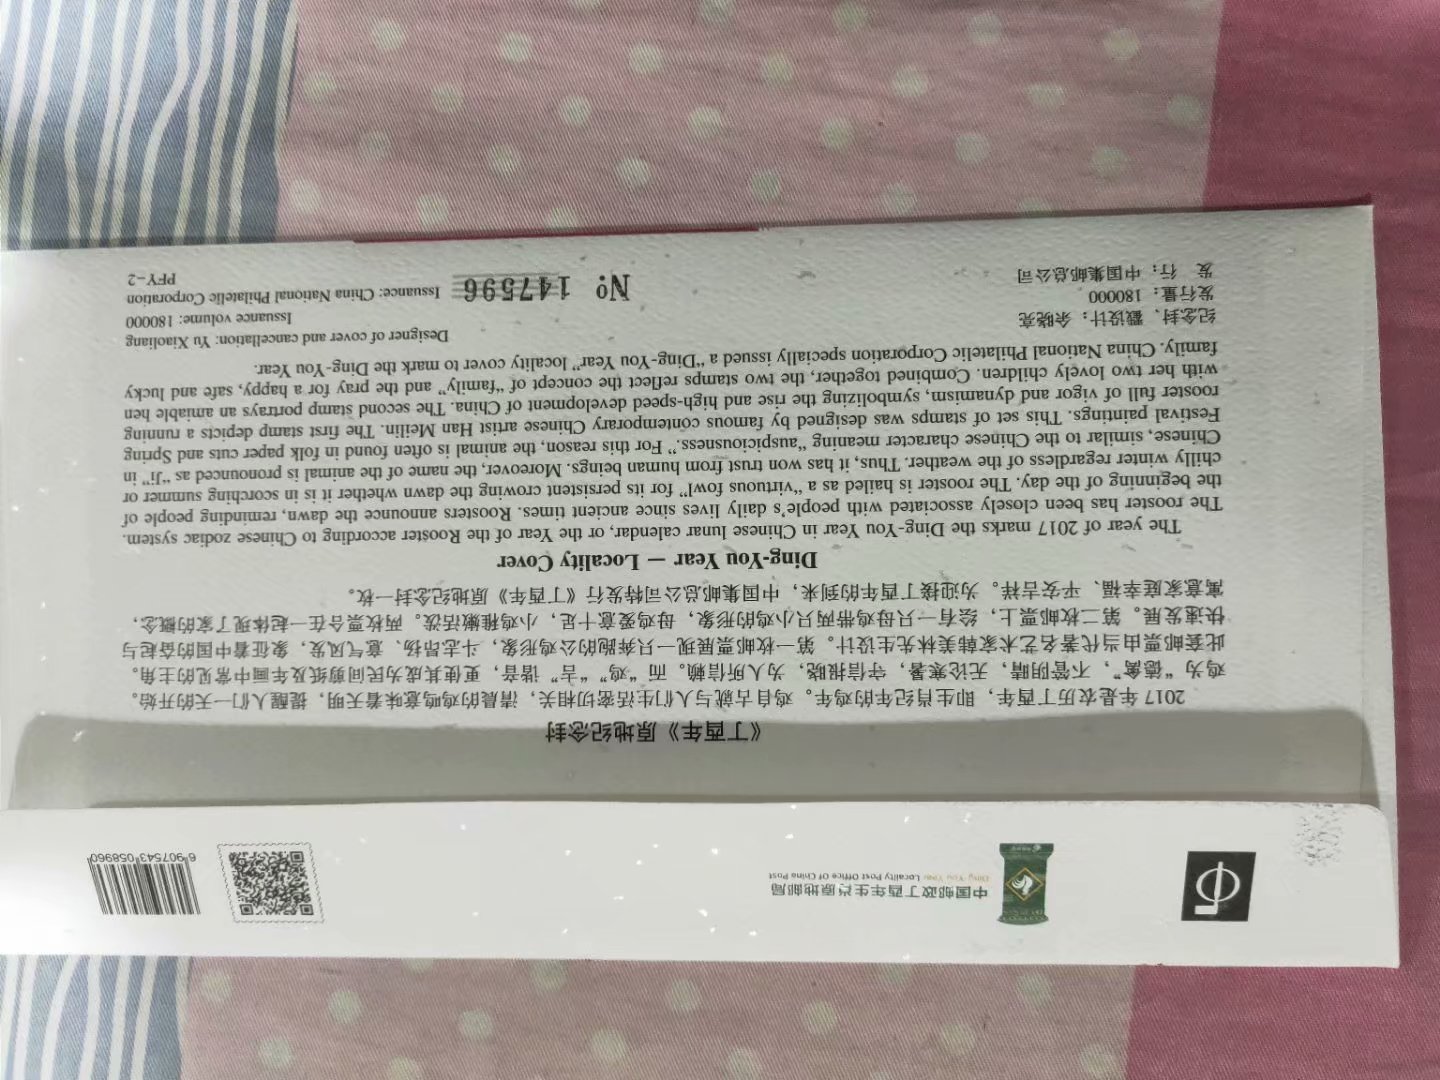 中国邮政丁酉年生肖原地邮局
Ding-You Year Locality Post Office Of China Post
6 907543 058960
《丁酉年》原地纪念封
2017年是农历丁酉年，即生肖纪年的鸡年。鸡自古就与人们生活密切相关，清晨的鸡鸣意味着天明，提醒人们一天的开始。
鸡为“德禽”，不管阴晴，无论寒暑，守信报晓，为人所信赖。而“鸡”“吉”谐音，更使其成为民间剪纸及年画中常见的主角。
此套邮票由当代著名艺术家韩美林先生设计。第一枚邮票展现一只奔跑的公鸡形象，斗志昂扬、意气风发，象征着中国的奋起与
快速发展。第二枚邮票上，绘有一只母鸡带两只小鸡的形象，母鸡爱意十足，小鸡稚嫩活泼。两枚票合在一起体现了家的概念，
寓意家庭幸福、平安吉祥。为迎接丁酉年的到来，中国集邮总公司特发行《丁酉年》原地纪念封一枚。
Ding-You Year — Locality Cover
The year of 2017 marks the Ding-You Year in Chinese lunar calendar, or the Year of the Rooster according to Chinese zodiac system.
The rooster has been closely associated with people's daily lives since ancient times. Roosters announce the dawn, reminding people of
the beginning of the day. The rooster is hailed as a “virtuous fowl” for its persistent crowing the dawn whether it is in scorching summer or
chilly winter regardless of the weather. Thus, it has won trust from human beings. Moreover, the name of the animal is pronounced as “Ji” in
Chinese, similar to the Chinese character meaning “auspiciousness.” For this reason, the animal is often found in folk paper cuts and Spring
Festival paintings. This set of stamps was designed by famous contemporary Chinese artist Han Meilin. The first stamp depicts a running
rooster full of vigor and dynamism, symbolizing the rise and high-speed development of China. The second stamp portrays an amiable hen
with her two lovely children. Combined together, the two stamps reflect the concept of “family” and the pray for a happy, safe and lucky
family. China National Philatelic Corporation specially issued a “Ding-You Year” locality cover to mark the Ding-You Year.
纪念封、戳设计：余晓亮
发行量：180000
发 行：中国集邮总公司
№ 147596
Designer of cover and cancellation: Yu Xiaoliang
Issuance volume: 180000
Issuance: China National Philatelic Corporation
PFY-2